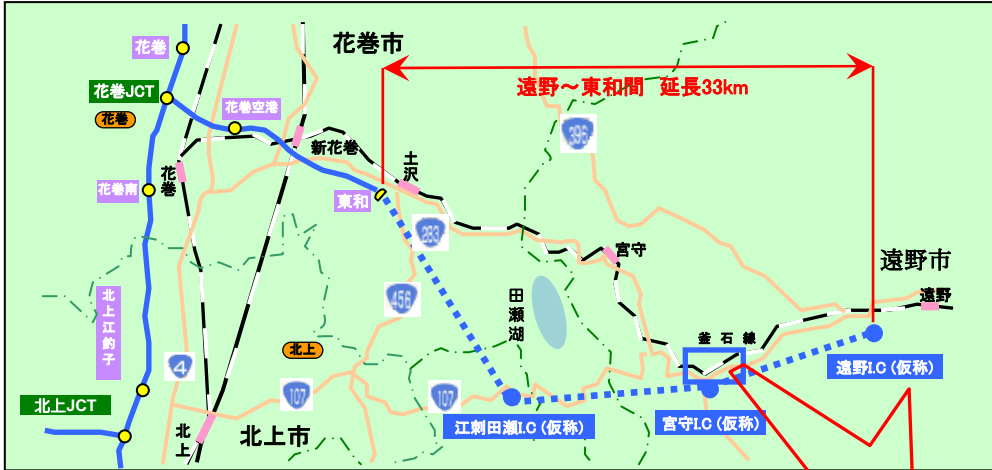 花巻市
花巻
遠野～東和間 延長33km
花巻JCT
花巻
花巻空港
396
新花巻
土沢
花巻
花巻南
東和
283
宮守
遠野市
456
田瀬湖
遠野
北上江釣子
釜石線
北上
4
遠野I.C(仮称)
107
107
北上JCT
江刺田瀬I.C(仮称)
宮守I.C(仮称)
北上
北上市